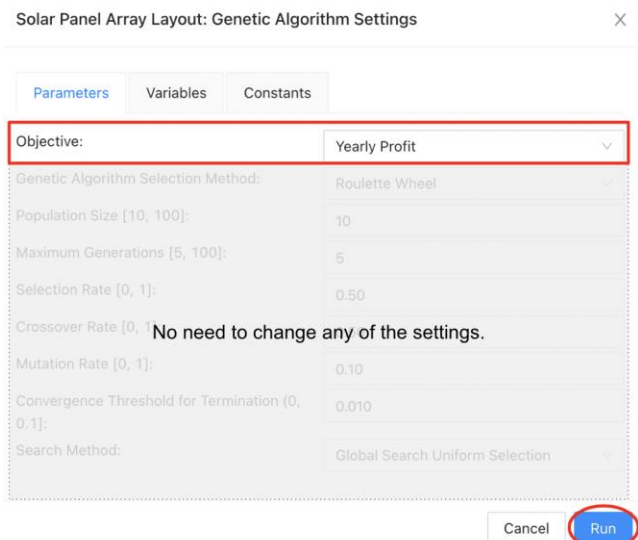 Solar Panel Array Layout: Genetic Algorithm Settings
Parameters Variables Constants
Objective: Yearly Profit
Genetic Algorithm Selection Method: Roulette Wheel
Population Size [10, 100]: 10
Maximum Generations [5, 100]: 5
Selection Rate [0, 1]: 0.50
Crossover Rate [0, 1
No need to change any of the settings.
Mutation Rate [0, 1]: 0.10
Convergence Threshold for Termination (0, 0.010
0.1]:
Search Method: Global Search Uniform Selection
Cancel Run